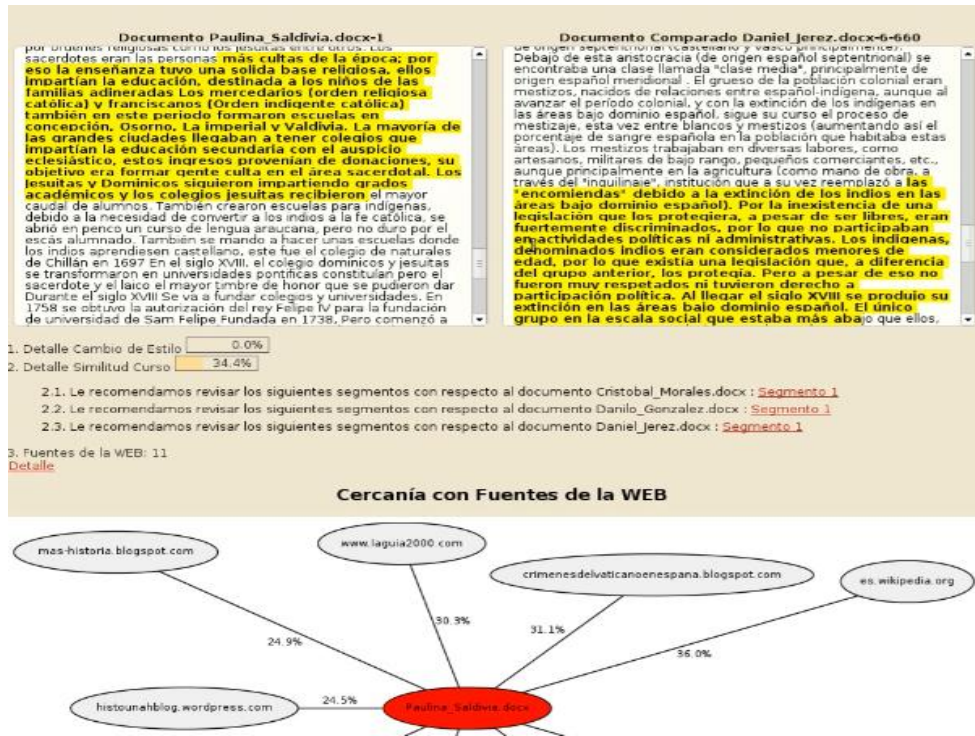 Documento Paulina_Saldivia.docx-1
por ordenes religiosas como los jesuitas entre otros. Los
sacerdotes eran las personas más cultas de la época; por
eso la enseñanza tuvo una solida base religiosa, ellos
impartían la educación, destinada a los niños de las
familias adineradas Los mercedarios (orden religiosa
católica) y franciscanos (Orden indigente católica)
también en este periodo formaron escuelas en
concepción, Osorno, La imperial y Valdivia. La mayoría de
las grandes ciudades llegaban a tener colegios que
impartían la educación secundaria con el auspicio
eclesiástico, estos ingresos provenían de donaciones, su
objetivo era formar gente culta en el área sacerdotal. Los
Jesuitas y Dominicos siguieron impartiendo grados
académicos y los colegios jesuitas recibieron el mayor
caudal de alumnos. También crearon escuelas para indígenas,
debido a la necesidad de convertir a los indios a la fe católica, se
abrió en penco un curso de lengua araucana, pero no duro por el
escás alumnado. También se mando a hacer unas escuelas donde
los indios aprendiesen castellano, este fue el colegio de naturales
de Chillán en 1697 En el siglo XVIII. el colegio dominicos y jesuitas
se transformaron en universidades pontificas constituían pero el
sacerdote y el laico el mayor timbre de honor que se pudieron dar
Durante el siglo XVIII Se va a fundar colegios y universidades. En
1758 se obtuvo la autorización del rey Felipe IV para la fundación
de universidad de Sam Felipe Fundada en 1738, Pero comenzó a
Documento Comparado Daniel_Jerez.docx-6-660
de origen septentrional (castellano y vasco principalmente).
Debajo de esta aristocracia (de origen español septentrional) se
encontraba una clase llamada "clase media", principalmente de
origen español meridional . El grueso de la población colonial eran
mestizos, nacidos de relaciones entre español-indígena, aunque al
avanzar el período colonial, y con la extinción de los indígenas en
las áreas bajo dominio español, sigue su curso el proceso de
mestizaje, esta vez entre blancos y mestizos (aumentando así el
porcentaje de sangre española en la población que habitaba estas
áreas). Los mestizos trabajaban en diversas labores, como
artesanos, militares de bajo rango, pequeños comerciantes, etc.,
aunque principalmente en la agricultura (como mano de obra, a
través del "inquilinaje", institución que a su vez reemplazó a las
"encomiendas" debido a la extinción de los indios en las
áreas bajo dominio español). Por la inexistencia de una
legislación que los protegiera, a pesar de ser libres, eran
fuertemente discriminados, por lo que no participaban
en actividades políticas ni administrativas. Los indígenas,
denominados indios eran considerados menores de
edad, por lo que existía una legislación que, a diferencia
del grupo anterior, los protegía. Pero a pesar de eso no
fueron muy respetados ni tuvieron derecho a
participación política. Al llegar el siglo XVIII se produjo su
extinción en las áreas bajo dominio español. El único
grupo en la escala social que estaba más abajo que ellos,
1. Detalle Cambio de Estilo 0.0%
2. Detalle Similitud Curso 34.4%
2.1. Le recomendamos revisar los siguientes segmentos con respecto al documento Cristobal_Morales.docx : Segmento 1
2.2. Le recomendamos revisar los siguientes segmentos con respecto al documento Danilo_Gonzalez.docx : Segmento 1
2.3. Le recomendamos revisar los siguientes segmentos con respecto al documento Daniel_Jerez.docx : Segmento 1
3. Fuentes de la WEB: 11
Detalle
Cercanía con Fuentes de la WEB
mas-historia.blogspot.com
www.laguia2000.com
crimenesdelvaticanoenespana.blogspot.com
es.wikipedia.org
24.9%
30.3%
31.1%
36.0%
histounahblog.wordpress.com
24.5%
Paulina_Saldivia.docx